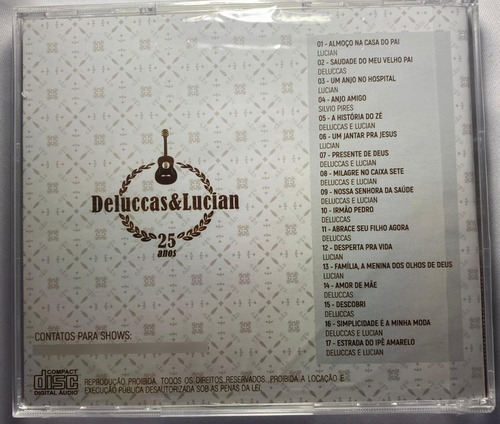 Deluccas&Lucian
25
anos
CONTATOS PARA SHOWS:
01 - ALMOÇO NA CASA DO PAI
LUCIAN
02 - SAUDADE DO MEU VELHO PAI
DELUCCAS
03 - UM ANJO NO HOSPITAL
LUCIAN
04 - ANJO AMIGO
SILVIO PIRES
05 - A HISTÓRIA DO ZÉ
DELUCCAS E LUCIAN
06 - UM JANTAR PRA JESUS
LUCIAN
07 - PRESENTE DE DEUS
DELUCCAS E LUCIAN
08 - MILAGRE NO CAIXA SETE
DELUCCAS E LUCIAN
09 - NOSSA SENHORA DA SAÚDE
DELUCCAS E LUCIAN
10 - IRMÃO PEDRO
DELUCCAS
11 - ABRACE SEU FILHO AGORA
DELUCCAS
12 - DESPERTA PRA VIDA
LUCIAN
13 - FAMÍLIA, A MENINA DOS OLHOS DE DEUS
LUCIAN
14 - AMOR DE MÃE
DELUCCAS
15 - DESCOBRI
DELUCCAS
16 - SIMPLICIDADE É A MINHA MODA
DELUCCAS E LUCIAN
17 - ESTRADA DO IPÊ AMARELO
DELUCCAS E LUCIAN
COMPACT
disc
DIGITAL AUDIO
REPRODUÇÃO PROIBIDA. TODOS OS DIREITOS RESERVADOS. PROIBIDA A LOCAÇÃO E
EXECUÇÃO PÚBLICA DESAUTORIZADA SOB AS PENAS DA LEI.